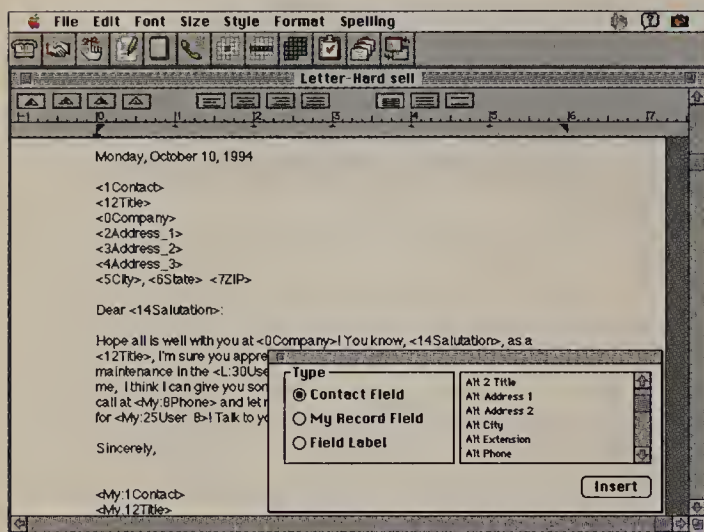 File Edit Font Size Style Format Spelling
Letter-Hard sell
Monday, October 10, 1994
<1Contact>
<12Title>
<0Company>
<2Address_1>
<3Address_2>
<4Address_3>
<5City>, <6State> <7ZIP>
Dear <14Salutation>:
Hope all is well with you at <0Company>! You know, <14Salutation>, as a
<12Title>, I'm sure you appre
maintenance in the <L:30Use
me, I think I can give you son
call at <My:8Phone> and let r
for <My:25User 8>! Talk to yo
Sincerely,
<My:1Contact>
<My:12Title>
Type
Contact Field
My Record Field
Field Label
Alt 2 Title
Alt Address 1
Alt Address 2
Alt City
Alt Extension
Alt Phone
Insert